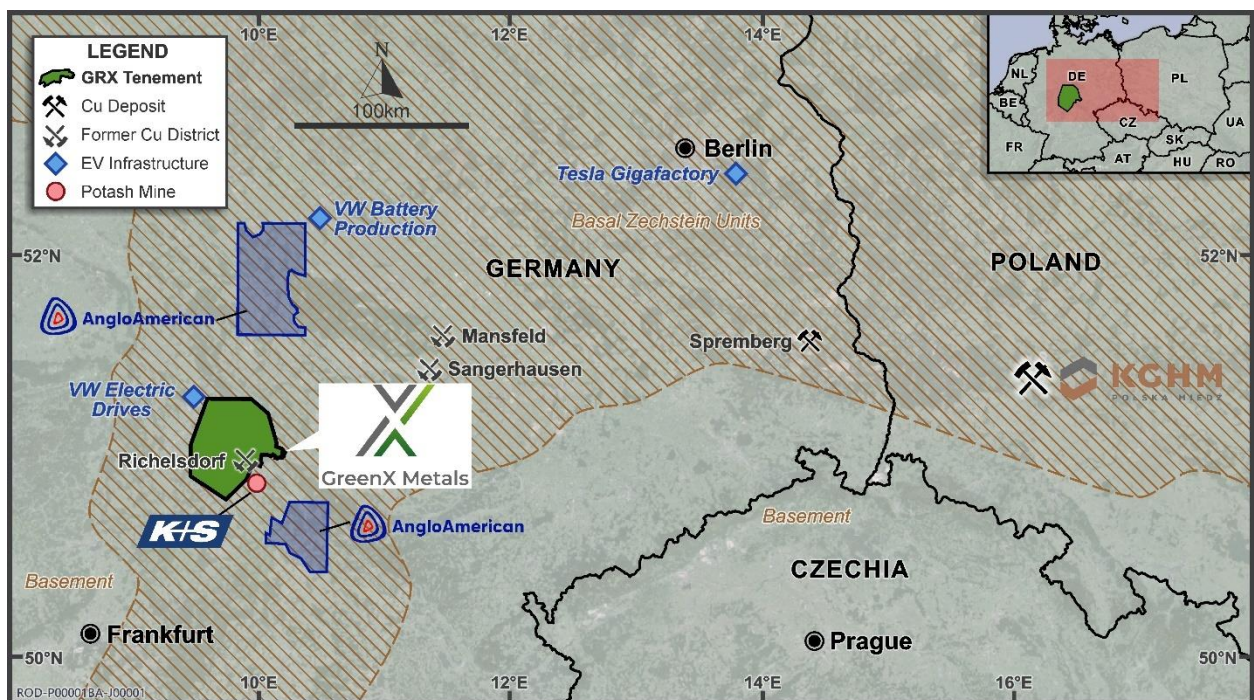 LEGEND
GRX Tenement
Cu Deposit
Former Cu District
EV Infrastructure
Potash Mine
10°E
12°E
14°E
N
100km
NL
DE
PL
BE
CZ
UA
FR
SK
AT
HU
RO
Berlin
Tesla Gigafactory
VW Battery
Production
Basal Zechstein Units
52°N
GERMANY
POLAND
52°N
AngloAmerican
Mansfeld
Spremberg
Sangerhausen
KGHM
POLSKA MIEDŹ
VW Electric
Drives
Richelsdorf
GreenX Metals
K+S
AngloAmerican
Basement
Basement
CZECHIA
Frankfurt
Prague
50°N
50°N
ROD-P00001BA-J00001
10°E
12°E
14°E
16°E